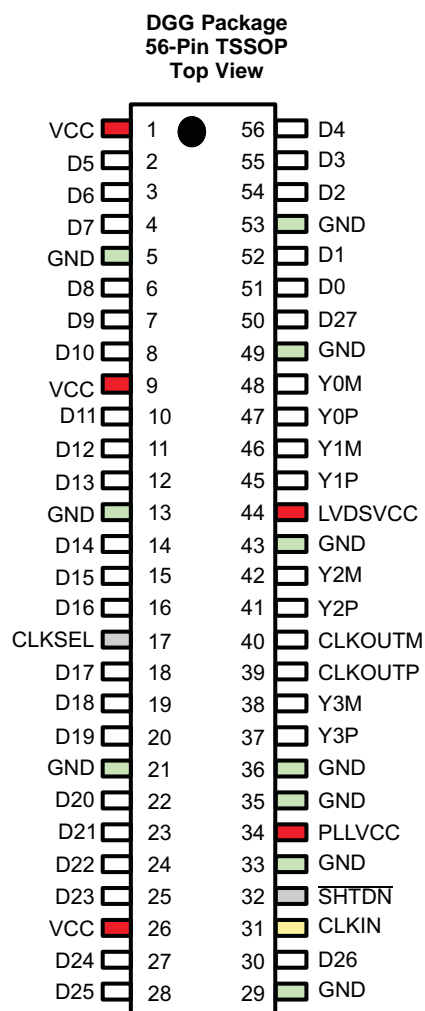 DGG Package
56-Pin TSSOP
Top View
VCC 1 56 D4
D5 2 55 D3
D6 3 54 D2
D7 4 53 GND
GND 5 52 D1
D8 6 51 D0
D9 7 50 D27
D10 8 49 GND
VCC 9 48 Y0M
D11 10 47 Y0P
D12 11 46 Y1M
D13 12 45 Y1P
GND 13 44 LVDSVCC
D14 14 43 GND
D15 15 42 Y2M
D16 16 41 Y2P
CLKSEL 17 40 CLKOUTM
D17 18 39 CLKOUTP
D18 19 38 Y3M
D19 20 37 Y3P
GND 21 36 GND
D20 22 35 GND
D21 23 34 PLLVCC
D22 24 33 GND
D23 25 32 SHTDN
VCC 26 31 CLKIN
D24 27 30 D26
D25 28 29 GND